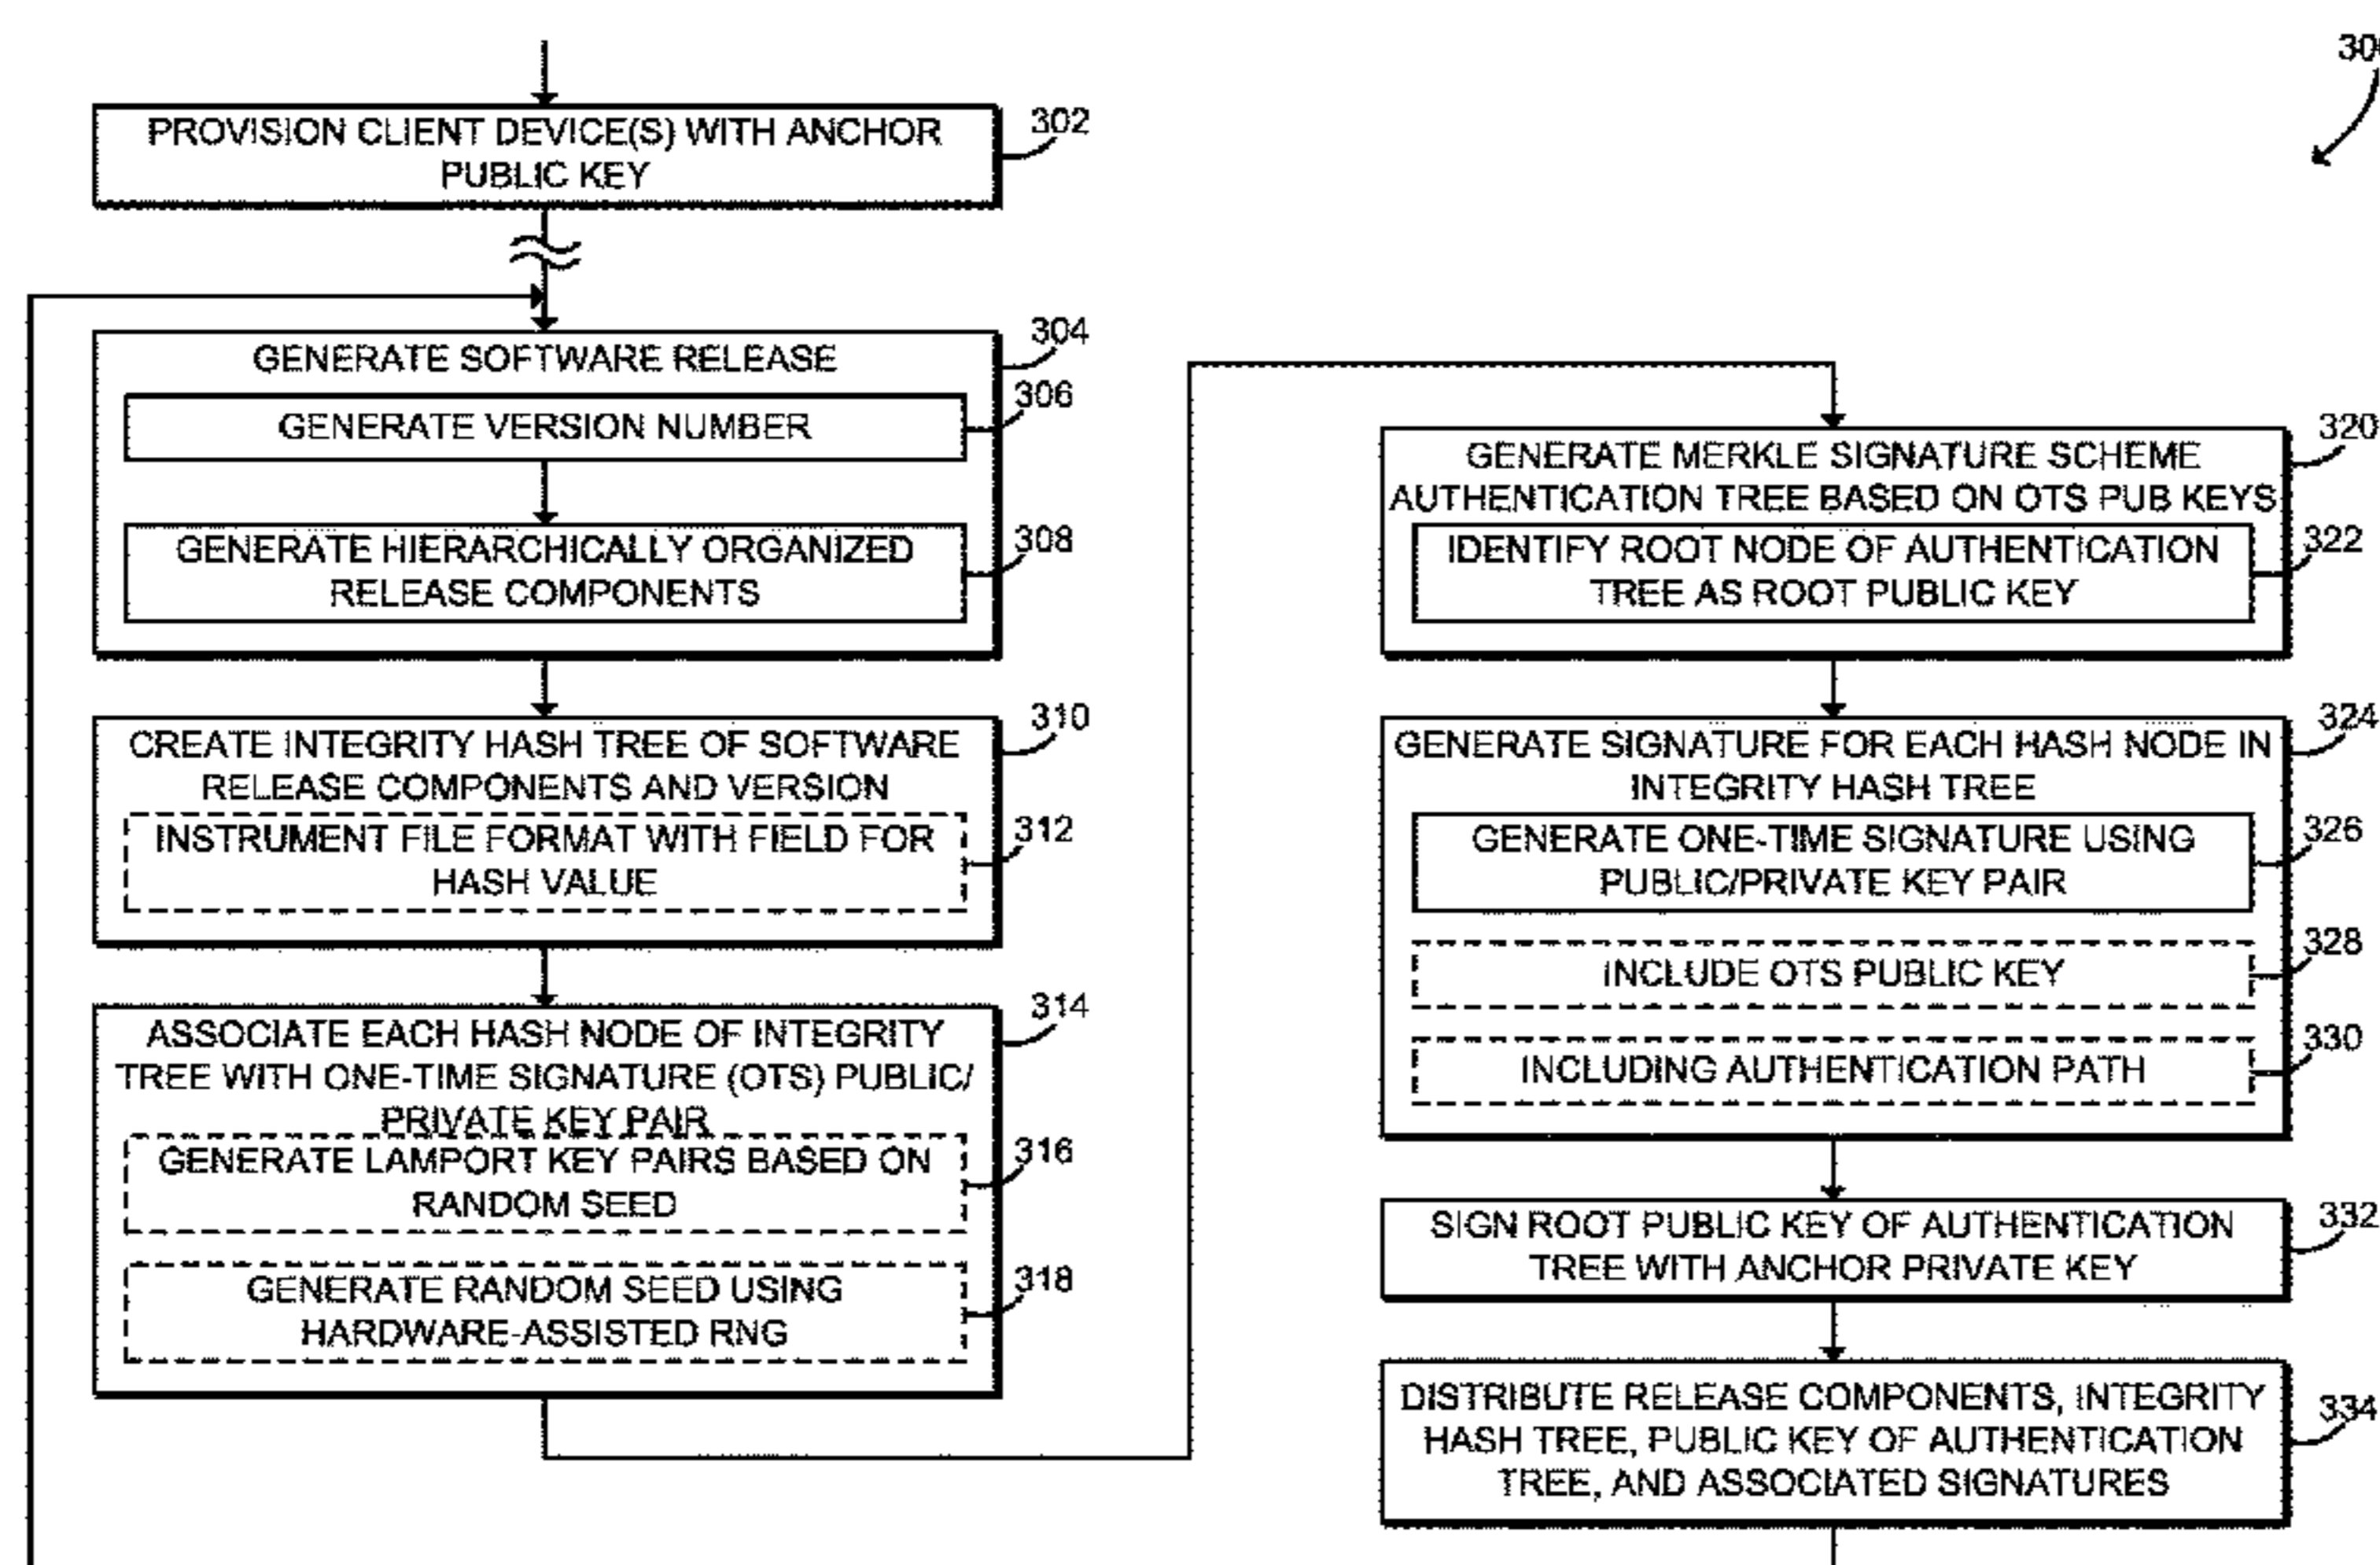 300
302
PROVISION CLIENT DEVICE(S) WITH ANCHOR
PUBLIC KEY
304
GENERATE SOFTWARE RELEASE
306
GENERATE VERSION NUMBER
308
GENERATE HIERARCHICALLY ORGANIZED
RELEASE COMPONENTS
310
CREATE INTEGRITY HASH TREE OF SOFTWARE
RELEASE COMPONENTS AND VERSION
312
INSTRUMENT FILE FORMAT WITH FIELD FOR
HASH VALUE
314
ASSOCIATE EACH HASH NODE OF INTEGRITY
TREE WITH ONE-TIME SIGNATURE (OTS) PUBLIC/
PRIVATE KEY PAIR
316
GENERATE LAMPORT KEY PAIRS BASED ON
RANDOM SEED
318
GENERATE RANDOM SEED USING
HARDWARE-ASSISTED RNG
320
GENERATE MERKLE SIGNATURE SCHEME
AUTHENTICATION TREE BASED ON OTS PUB KEYS
322
IDENTIFY ROOT NODE OF AUTHENTICATION
TREE AS ROOT PUBLIC KEY
324
GENERATE SIGNATURE FOR EACH HASH NODE IN
INTEGRITY HASH TREE
326
GENERATE ONE-TIME SIGNATURE USING
PUBLIC/PRIVATE KEY PAIR
328
INCLUDE OTS PUBLIC KEY
330
INCLUDING AUTHENTICATION PATH
332
SIGN ROOT PUBLIC KEY OF AUTHENTICATION
TREE WITH ANCHOR PRIVATE KEY
334
DISTRIBUTE RELEASE COMPONENTS, INTEGRITY
HASH TREE, PUBLIC KEY OF AUTHENTICATION
TREE, AND ASSOCIATED SIGNATURES